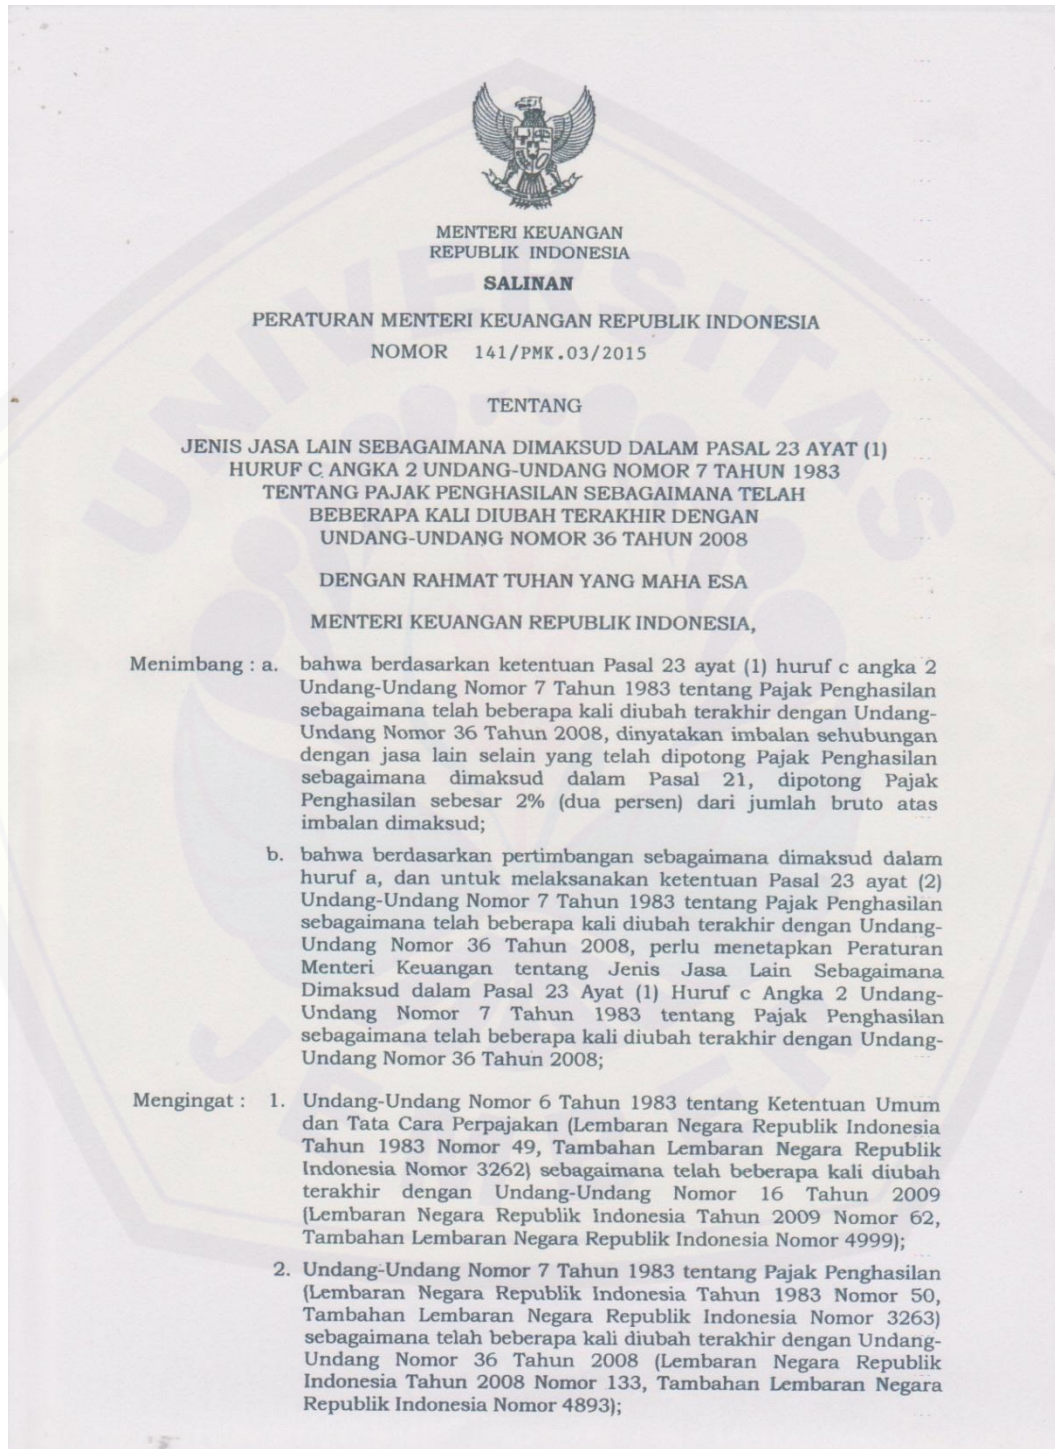 MENTERI KEUANGAN
REPUBLIK INDONESIA
SALINAN
PERATURAN MENTERI KEUANGAN REPUBLIK INDONESIA
NOMOR 141/PMK.03/2015
TENTANG
JENIS JASA LAIN SEBAGAIMANA DIMAKSUD DALAM PASAL 23 AYAT (1)
HURUF C ANGKA 2 UNDANG-UNDANG NOMOR 7 TAHUN 1983
TENTANG PAJAK PENGHASILAN SEBAGAIMANA TELAH
BEBERAPA KALI DIUBAH TERAKHIR DENGAN
UNDANG-UNDANG NOMOR 36 TAHUN 2008
DENGAN RAHMAT TUHAN YANG MAHA ESA
MENTERI KEUANGAN REPUBLIK INDONESIA,
Menimbang : a. bahwa berdasarkan ketentuan Pasal 23 ayat (1) huruf c angka 2
Undang-Undang Nomor 7 Tahun 1983 tentang Pajak Penghasilan
sebagaimana telah beberapa kali diubah terakhir dengan Undang-
Undang Nomor 36 Tahun 2008, dinyatakan imbalan sehubungan
dengan jasa lain selain yang telah dipotong Pajak Penghasilan
sebagaimana dimaksud dalam Pasal 21, dipotong Pajak
Penghasilan sebesar 2% (dua persen) dari jumlah bruto atas
imbalan dimaksud;
b. bahwa berdasarkan pertimbangan sebagaimana dimaksud dalam
huruf a, dan untuk melaksanakan ketentuan Pasal 23 ayat (2)
Undang-Undang Nomor 7 Tahun 1983 tentang Pajak Penghasilan
sebagaimana telah beberapa kali diubah terakhir dengan Undang-
Undang Nomor 36 Tahun 2008, perlu menetapkan Peraturan
Menteri Keuangan tentang Jenis Jasa Lain Sebagaimana
Dimaksud dalam Pasal 23 Ayat (1) Huruf c Angka 2 Undang-
Undang Nomor 7 Tahun 1983 tentang Pajak Penghasilan
sebagaimana telah beberapa kali diubah terakhir dengan Undang-
Undang Nomor 36 Tahun 2008;
Mengingat : 1. Undang-Undang Nomor 6 Tahun 1983 tentang Ketentuan Umum
dan Tata Cara Perpajakan (Lembaran Negara Republik Indonesia
Tahun 1983 Nomor 49, Tambahan Lembaran Negara Republik
Indonesia Nomor 3262) sebagaimana telah beberapa kali diubah
terakhir dengan Undang-Undang Nomor 16 Tahun 2009
(Lembaran Negara Republik Indonesia Tahun 2009 Nomor 62,
Tambahan Lembaran Negara Republik Indonesia Nomor 4999);
2. Undang-Undang Nomor 7 Tahun 1983 tentang Pajak Penghasilan
(Lembaran Negara Republik Indonesia Tahun 1983 Nomor 50,
Tambahan Lembaran Negara Republik Indonesia Nomor 3263)
sebagaimana telah beberapa kali diubah terakhir dengan Undang-
Undang Nomor 36 Tahun 2008 (Lembaran Negara Republik
Indonesia Tahun 2008 Nomor 133, Tambahan Lembaran Negara
Republik Indonesia Nomor 4893);
UNIVERSITAS
JEMBER